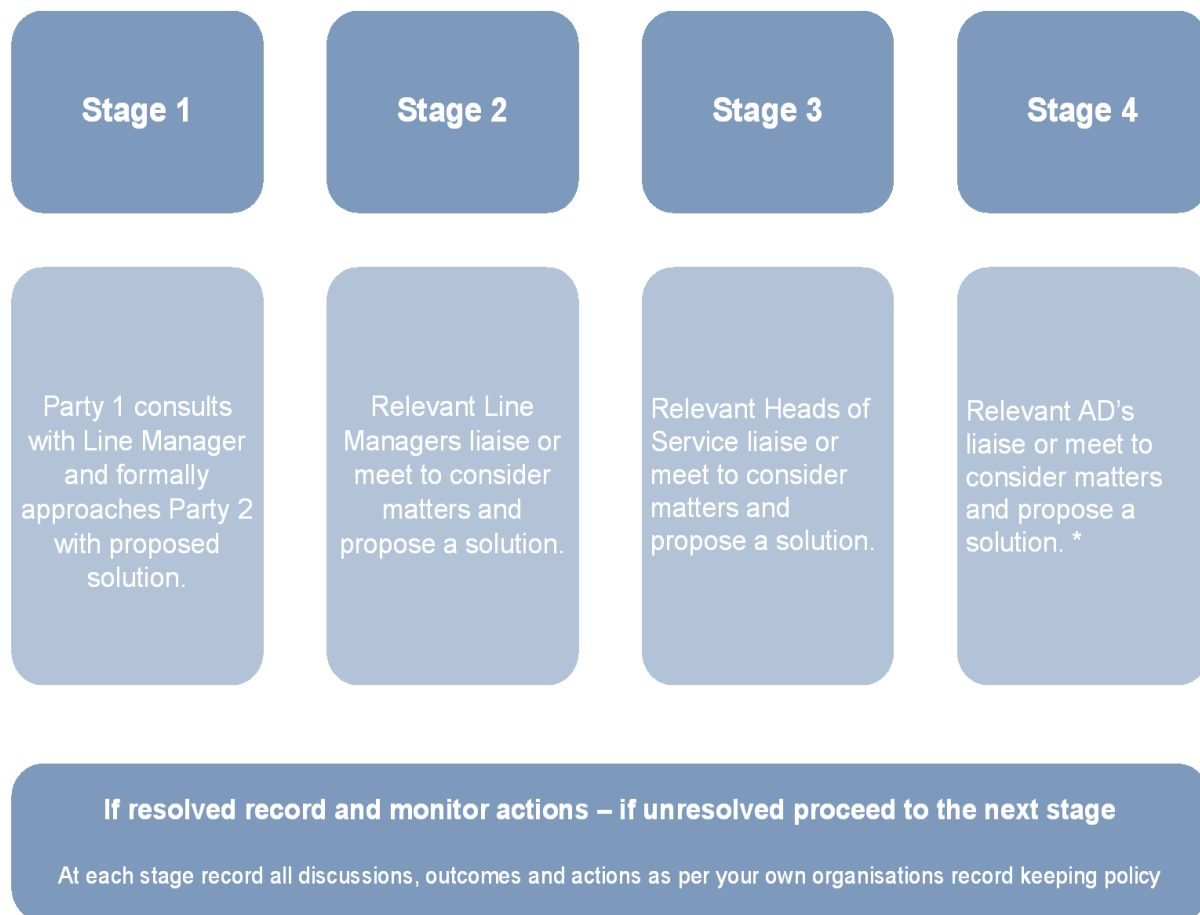 Stage 1
Stage 2
Stage 3
Stage 4
Party 1 consults
with Line Manager
and formally
approaches Party 2
with proposed
solution.
Relevant Line
Managers liaise or
meet to consider
matters and
propose a solution.
Relevant Heads of
Service liaise or
meet to consider
matters and
propose a solution.
Relevant AD’s
liaise or meet to
consider matters
and propose a
solution. *
If resolved record and monitor actions – if unresolved proceed to the next stage
At each stage record all discussions, outcomes and actions as per your own organisations record keeping policy